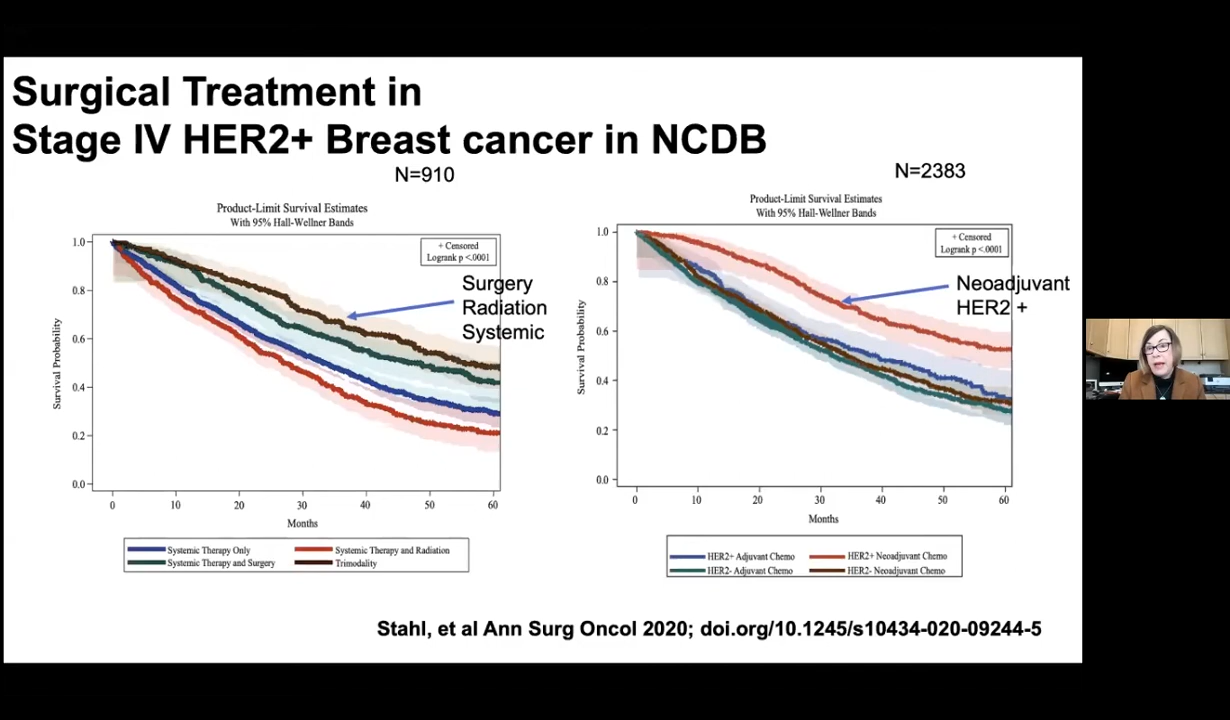 Surgical Treatment in
Stage IV HER2+ Breast cancer in NCDB
N=910
Product-Limit Survival Estimates
With 95% Hall-Wellner Bands
+ Censored
Logrank p <.0001
Surgery
Radiation
Systemic
Survival Probability
1.0
0.8
0.6
0.4
0.2
0.0
0 10 20 30 40 50 60
Months
Systemic Therapy Only
Systemic Therapy and Radiation
Systemic Therapy and Surgery
Trimodality
N=2383
Product-Limit Survival Estimates
With 95% Hall-Wellner Bands
+ Censored
Logrank p <.0001
Neoadjuvant
HER2 +
Survival Probability
1.0
0.8
0.6
0.4
0.2
0.0
0 10 20 30 40 50 60
Months
HER2+ Adjuvant Chemo
HER2+ Neoadjuvant Chemo
HER2- Adjuvant Chemo
HER2- Neoadjuvant Chemo
Stahl, et al Ann Surg Oncol 2020; doi.org/10.1245/s10434-020-09244-5